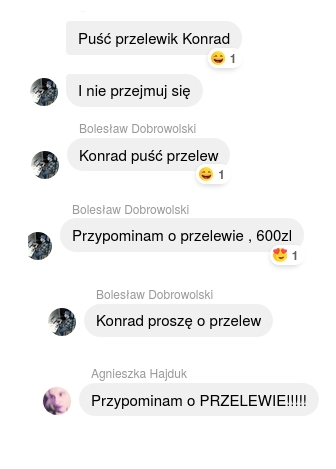 Puść przelewik Konrad
1
I nie przejmuj się
Bolesław Dobrowolski
Konrad puść przelew
1
Bolesław Dobrowolski
Przypominam o przelewie , 600zl
1
Bolesław Dobrowolski
Konrad proszę o przelew
Agnieszka Hajduk
Przypominam o PRZELEWIE!!!!!